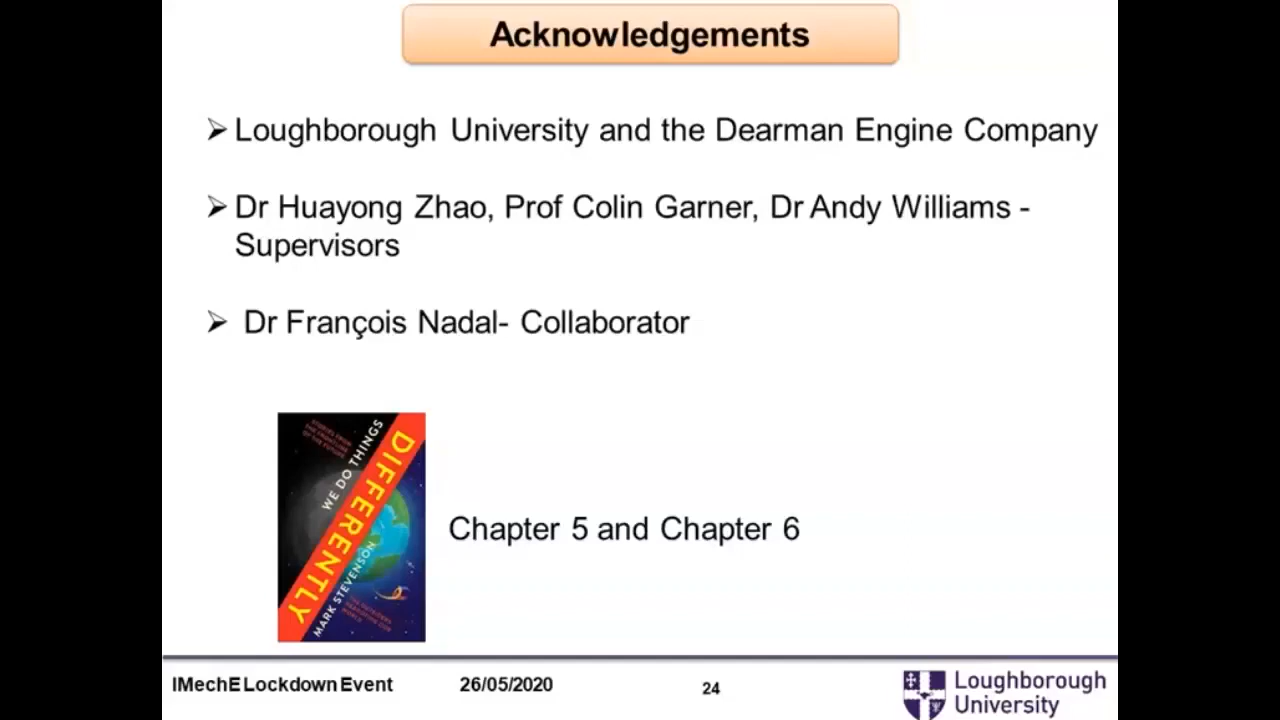 Acknowledgements
➢ Loughborough University and the Dearman Engine Company
➢ Dr Huayong Zhao, Prof Colin Garner, Dr Andy Williams -
Supervisors
➢ Dr François Nadal- Collaborator
WE DO THINGS
DIFFERENTLY
MARK STEVENSON
Chapter 5 and Chapter 6
IMechE Lockdown Event
26/05/2020
24
Loughborough
University